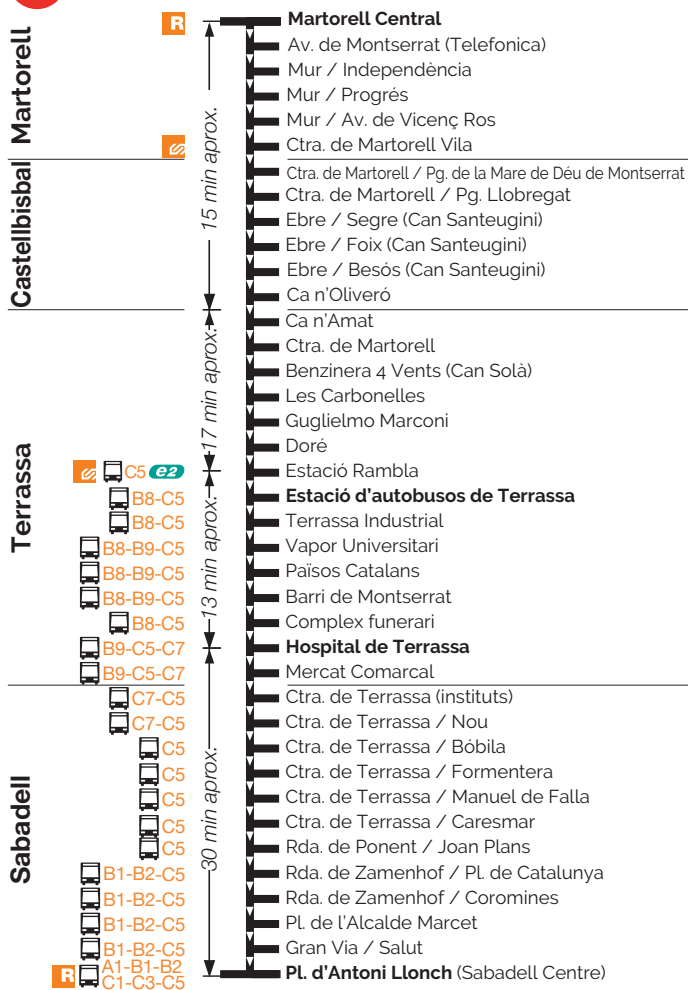 Martorell
R
Martorell Central
Av. de Montserrat (Telefonica)
Mur / Independència
Mur / Progrés
Mur / Av. de Vicenç Ros
Ctra. de Martorell Vila
15 min aprox.
Castellbisbal
Ctra. de Martorell / Pg. de la Mare de Déu de Montserrat
Ctra. de Martorell / Pg. Llobregat
Ebre / Segre (Can Santeugini)
Ebre / Foix (Can Santeugini)
Ebre / Besós (Can Santeugini)
Ca n'Oliveró
Terrassa
17 min aprox.
Ca n'Amat
Ctra. de Martorell
Benzinera 4 Vents (Can Solà)
Les Carbonelles
Guglielmo Marconi
Doré
C5 e2 Estació Rambla
13 min aprox.
B8-C5 Estació d'autobusos de Terrassa
B8-C5 Terrassa Industrial
B8-B9-C5 Vapor Universitari
B8-B9-C5 Països Catalans
B8-B9-C5 Barri de Montserrat
B8-C5 Complex funerari
B9-C5-C7 Hospital de Terrassa
B9-C5-C7 Mercat Comarcal
Sabadell
30 min aprox.
C7-C5 Ctra. de Terrassa (instituts)
C7-C5 Ctra. de Terrassa / Nou
C5 Ctra. de Terrassa / Bóbila
C5 Ctra. de Terrassa / Formentera
C5 Ctra. de Terrassa / Manuel de Falla
C5 Ctra. de Terrassa / Caresmar
C5 Rda. de Ponent / Joan Plans
B1-B2-C5 Rda. de Zamenhof / Pl. de Catalunya
B1-B2-C5 Rda. de Zamenhof / Coromines
B1-B2-C5 Pl. de l'Alcalde Marcet
B1-B2-C5 Gran Via / Salut
R A1-B1-B2
C1-C3-C5
Pl. d'Antoni Llonch (Sabadell Centre)